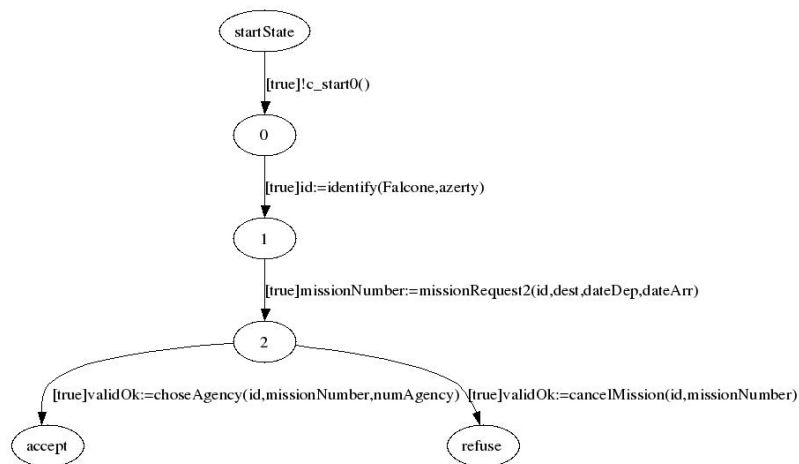 startState
[true]!c_start0()
0
[true]id:=identify(Falcone,azerty)
1
[true]missionNumber:=missionRequest2(id,dest,dateDep,dateArr)
2
[true]validOk:=choseAgency(id,missionNumber,numAgency)
[true]validOk:=cancelMission(id,missionNumber)
accept
refuse